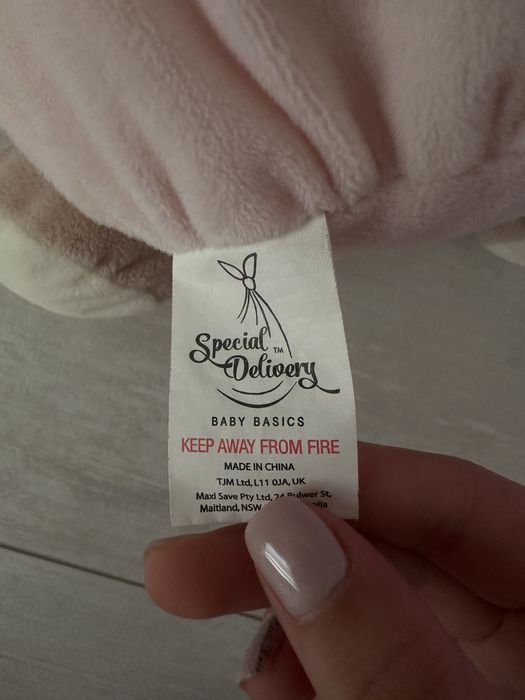 Special TM
Delivery
BABY BASICS
KEEP AWAY FROM FIRE
MADE IN CHINA
TJM Ltd, L11 0JA, UK
Maxi Save Pty Ltd, 24 Bulwer St,
Maitland, NSW